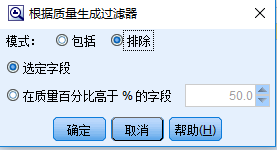 根据质量生成过滤器
模式： 包括 排除
选定字段
在质量百分比高于 % 的字段 50.0
确定 取消 帮助(H)